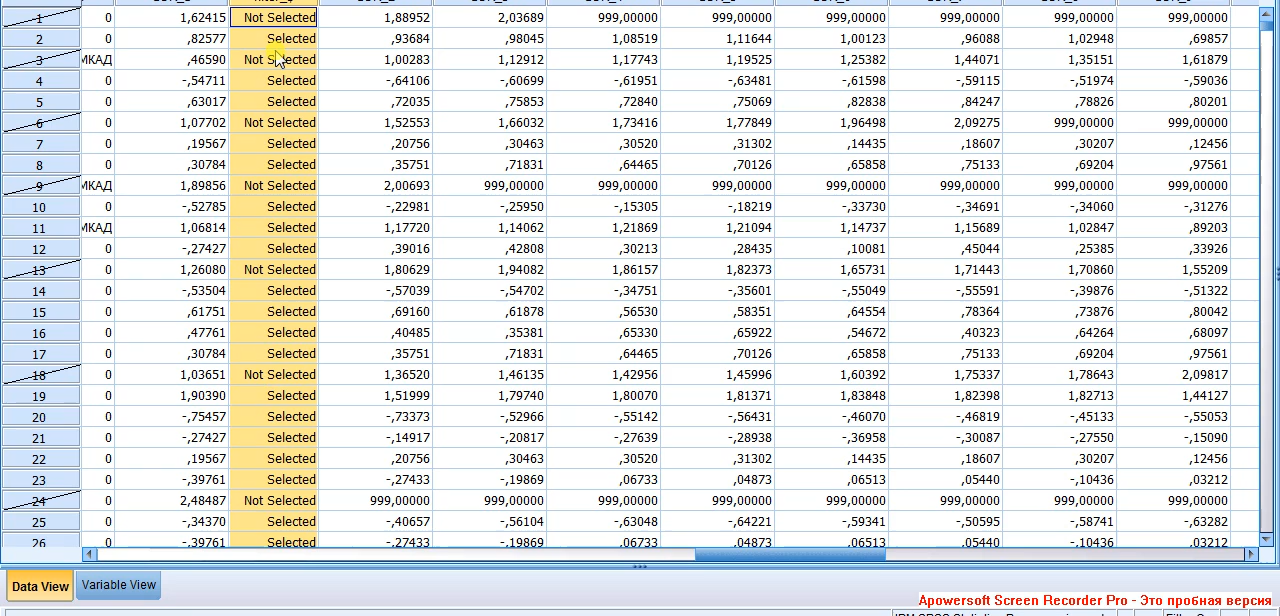 1 0 1,62415 Not Selected 1,88952 2,03689 999,00000 999,00000 999,00000 999,00000 999,00000 999,00000
2 0 ,82577 Selected ,93684 ,98045 1,08519 1,11644 1,00123 ,96088 1,02948 ,69857
3 МКАД ,46590 Not Selected 1,00283 1,12912 1,17743 1,19525 1,25382 1,44071 1,35151 1,61879
4 0 -,54711 Selected -,64106 -,60699 -,61951 -,63481 -,61598 -,59115 -,51974 -,59036
5 0 ,63017 Selected ,72035 ,75853 ,72840 ,75069 ,82838 ,84247 ,78826 ,80201
6 0 1,07702 Not Selected 1,52553 1,66032 1,73416 1,77849 1,96498 2,09275 999,00000 999,00000
7 0 ,19567 Selected ,20756 ,30463 ,30520 ,31302 ,14435 ,18607 ,30207 ,12456
8 0 ,30784 Selected ,35751 ,71831 ,64465 ,70126 ,65858 ,75133 ,69204 ,97561
9 МКАД 1,89856 Not Selected 2,00693 999,00000 999,00000 999,00000 999,00000 999,00000 999,00000 999,00000
10 0 -,52785 Selected -,22981 -,25950 -,15305 -,18219 -,33730 -,34691 -,34060 -,31276
11 МКАД 1,06814 Selected 1,17720 1,14062 1,21869 1,21094 1,14737 1,15689 1,02847 ,89203
12 0 -,27427 Selected ,39016 ,42808 ,30213 ,28435 ,10081 ,45044 ,25385 ,33926
13 0 1,26080 Not Selected 1,80629 1,94082 1,86157 1,82373 1,65731 1,71443 1,70860 1,55209
14 0 -,53504 Selected -,57039 -,54702 -,34751 -,35601 -,55049 -,55591 -,39876 -,51322
15 0 ,61751 Selected ,69160 ,61878 ,56530 ,58351 ,64554 ,78364 ,73876 ,80042
16 0 ,47761 Selected ,40485 ,35381 ,65330 ,65922 ,54672 ,40323 ,64264 ,68097
17 0 ,30784 Selected ,35751 ,71831 ,64465 ,70126 ,65858 ,75133 ,69204 ,97561
18 0 1,03651 Not Selected 1,36520 1,46135 1,42956 1,45996 1,60392 1,75337 1,78643 2,09817
19 0 1,90390 Selected 1,51999 1,79740 1,80070 1,81371 1,83848 1,82398 1,82713 1,44127
20 0 -,75457 Selected -,73373 -,52966 -,55142 -,56431 -,46070 -,46819 -,45133 -,55053
21 0 -,27427 Selected -,14917 -,20817 -,27639 -,28938 -,36958 -,30087 -,27550 -,15090
22 0 ,19567 Selected ,20756 ,30463 ,30520 ,31302 ,14435 ,18607 ,30207 ,12456
23 0 -,39761 Selected -,27433 -,19869 ,06733 ,04873 ,06513 ,05440 -,10436 ,03212
24 0 2,48487 Not Selected 999,00000 999,00000 999,00000 999,00000 999,00000 999,00000 999,00000 999,00000
25 0 -,34370 Selected -,40657 -,56104 -,63048 -,64221 -,59341 -,50595 -,58741 -,63282
26 0 -,39761 Selected -,27433 -,19869 ,06733 ,04873 ,06513 ,05440 -,10436 ,03212
Data View Variable View
Apowersoft Screen Recorder Pro - Это пробная версия